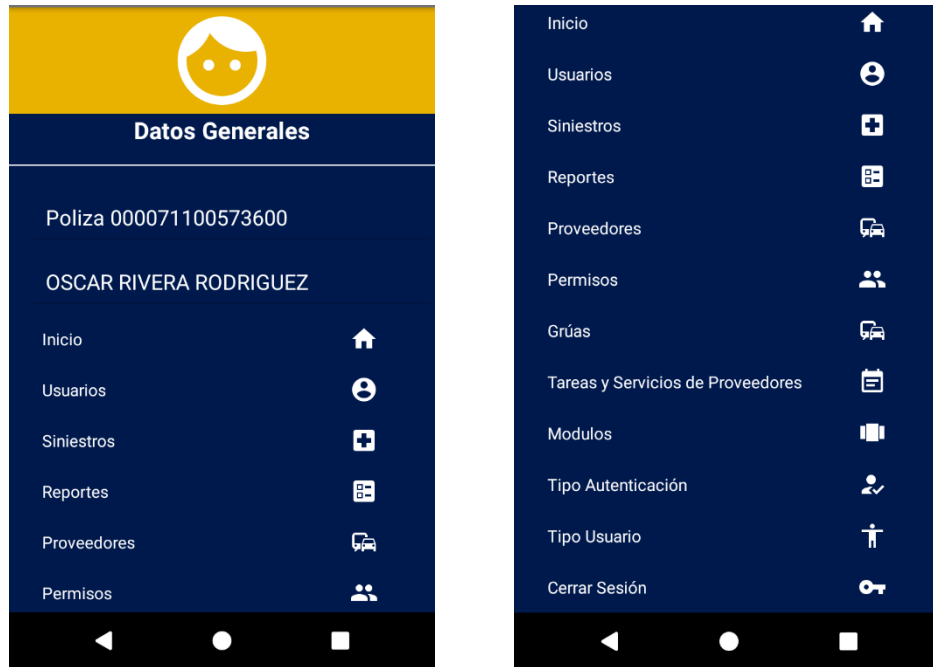 Datos Generales
Poliza 000071100573600
OSCAR RIVERA RODRIGUEZ
Inicio
Usuarios
Siniestros
Reportes
Proveedores
Permisos
Inicio
Usuarios
Siniestros
Reportes
Proveedores
Permisos
Grúas
Tareas y Servicios de Proveedores
Modulos
Tipo Autenticación
Tipo Usuario
Cerrar Sesión